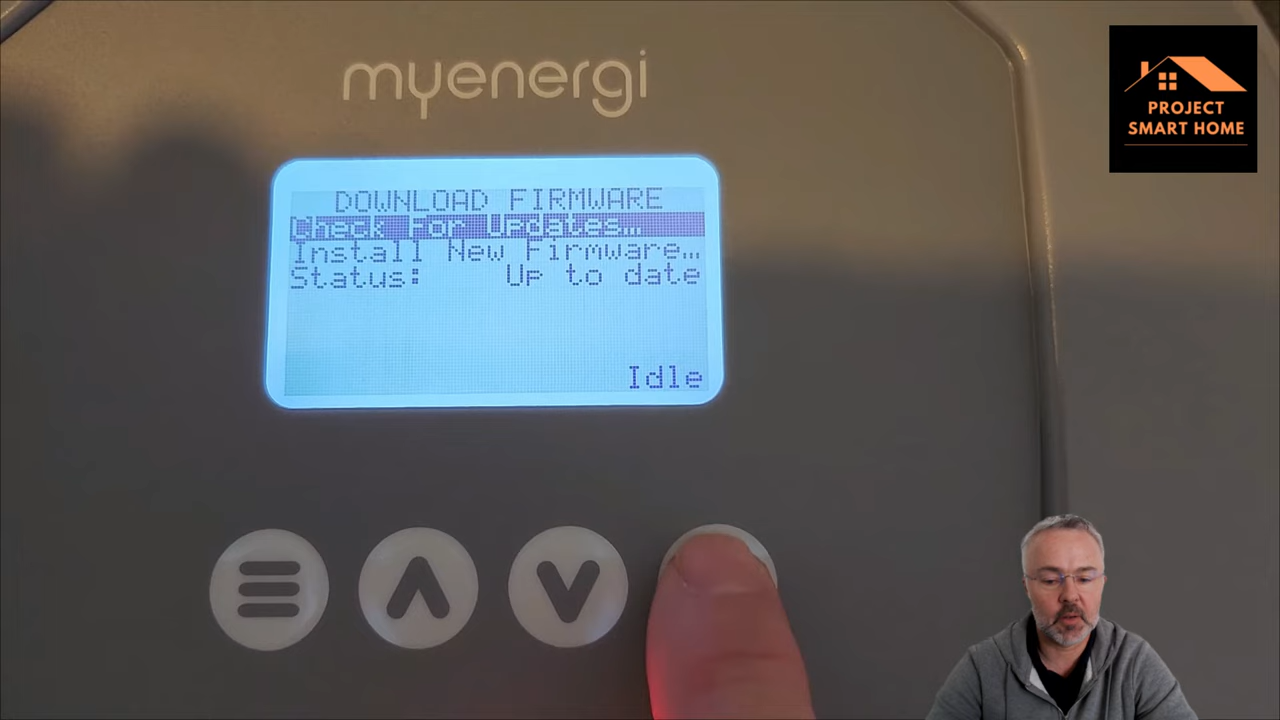 myenergi
PROJECT
SMART HOME
DOWNLOAD FIRMWARE
Check For Updates…
Install New Firmware…
Status: Up to date
Idle